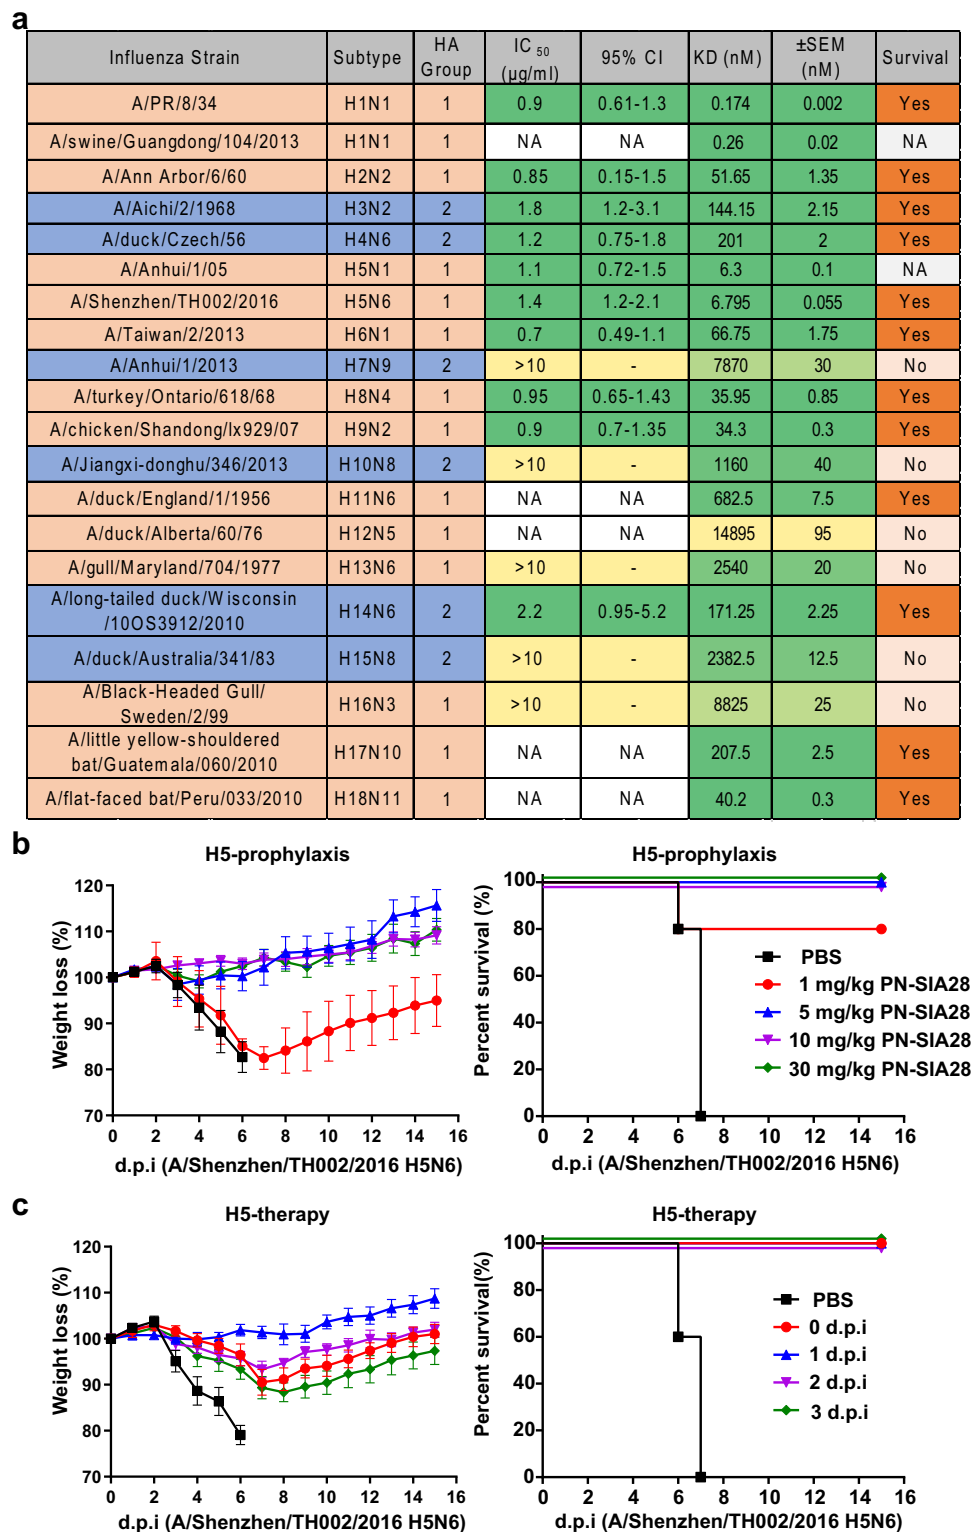 a
Influenza Strain Subtype HA Group IC 50 (µg/ml) 95% CI KD (nM) ±SEM (nM) Survival
A/PR/8/34 H1N1 1 0.9 0.61-1.3 0.174 0.002 Yes
A/swine/Guangdong/104/2013 H1N1 1 NA NA 0.26 0.02 NA
A/Ann Arbor/6/60 H2N2 1 0.85 0.15-1.5 51.65 1.35 Yes
A/Aichi/2/1968 H3N2 2 1.8 1.2-3.1 144.15 2.15 Yes
A/duck/Czech/56 H4N6 2 1.2 0.75-1.8 201 2 Yes
A/Anhui/1/05 H5N1 1 1.1 0.72-1.5 6.3 0.1 NA
A/Shenzhen/TH002/2016 H5N6 1 1.4 1.2-2.1 6.795 0.055 Yes
A/Taiwan/2/2013 H6N1 1 0.7 0.49-1.1 66.75 1.75 Yes
A/Anhui/1/2013 H7N9 2 >10 - 7870 30 No
A/turkey/Ontario/618/68 H8N4 1 0.95 0.65-1.43 35.95 0.85 Yes
A/chicken/Shandong/lx929/07 H9N2 1 0.9 0.7-1.35 34.3 0.3 Yes
A/Jiangxi-donghu/346/2013 H10N8 2 >10 - 1160 40 No
A/duck/England/1/1956 H11N6 1 NA NA 682.5 7.5 Yes
A/duck/Alberta/60/76 H12N5 1 NA NA 14895 95 No
A/gull/Maryland/704/1977 H13N6 1 >10 - 2540 20 No
A/long-tailed duck/Wisconsin
/10OS3912/2010 H14N6 2 2.2 0.95-5.2 171.25 2.25 Yes
A/duck/Australia/341/83 H15N8 2 >10 - 2382.5 12.5 No
A/Black-Headed Gull/
Sweden/2/99 H16N3 1 >10 - 8825 25 No
A/little yellow-shouldered
bat/Guatemala/060/2010 H17N10 1 NA NA 207.5 2.5 Yes
A/flat-faced bat/Peru/033/2010 H18N11 1 NA NA 40.2 0.3 Yes
b
H5-prophylaxis
Weight loss (%)
120
110
100
90
80
70
0 2 4 6 8 10 12 14 16
d.p.i (A/Shenzhen/TH002/2016 H5N6)
H5-prophylaxis
Percent survival (%)
100
80
60
40
20
0
0 2 4 6 8 10 12 14 16
d.p.i (A/Shenzhen/TH002/2016 H5N6)
PBS
1 mg/kg PN-SIA28
5 mg/kg PN-SIA28
10 mg/kg PN-SIA28
30 mg/kg PN-SIA28
c
H5-therapy
Weight loss (%)
120
110
100
90
80
70
0 2 4 6 8 10 12 14 16
d.p.i (A/Shenzhen/TH002/2016 H5N6)
H5-therapy
Percent survival(%)
100
80
60
40
20
0
0 2 4 6 8 10 12 14 16
d.p.i (A/Shenzhen/TH002/2016 H5N6)
PBS
0 d.p.i
1 d.p.i
2 d.p.i
3 d.p.i